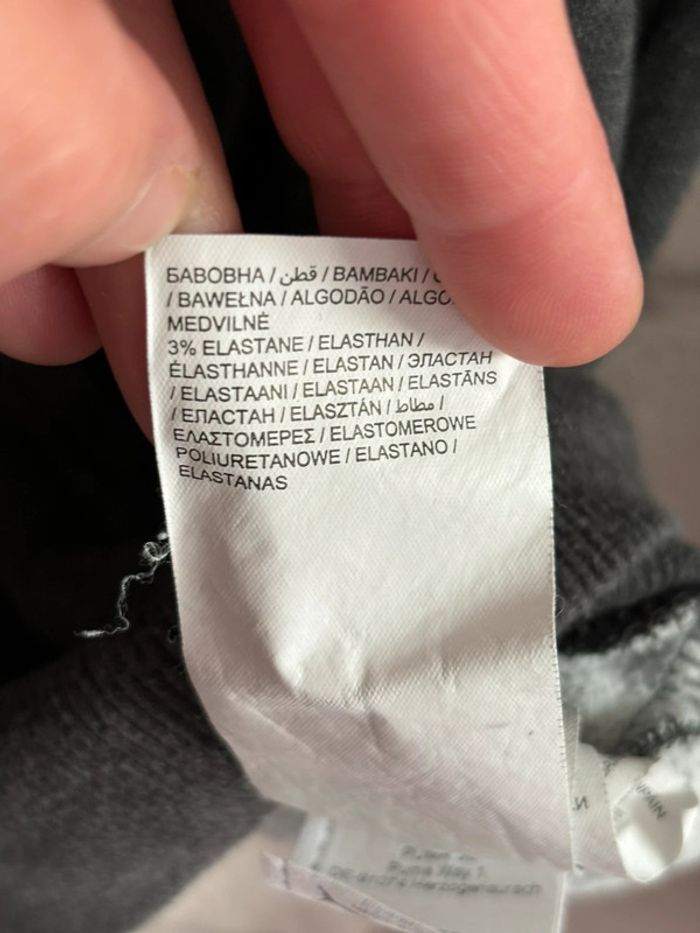 БАВОВНА / قطن / BAMBAKI /
/ BAWEŁNA / ALGODÃO /
MEDVILNĖ
3% ELASTANE / ELASTHAN /
ÉLASTHANNE / ELASTAN / ЭЛАСТАН
/ ELASTAANI / ELASTAAN / ELASTĀNS
/ ЕЛАСТАН / ELASZTÁN / مطاط /
ΕΛΑΣΤΟΜΕΡΕΣ / ELASTOMEROWE
POLIURETANOWE / ELASTANO /
ELASTANAS